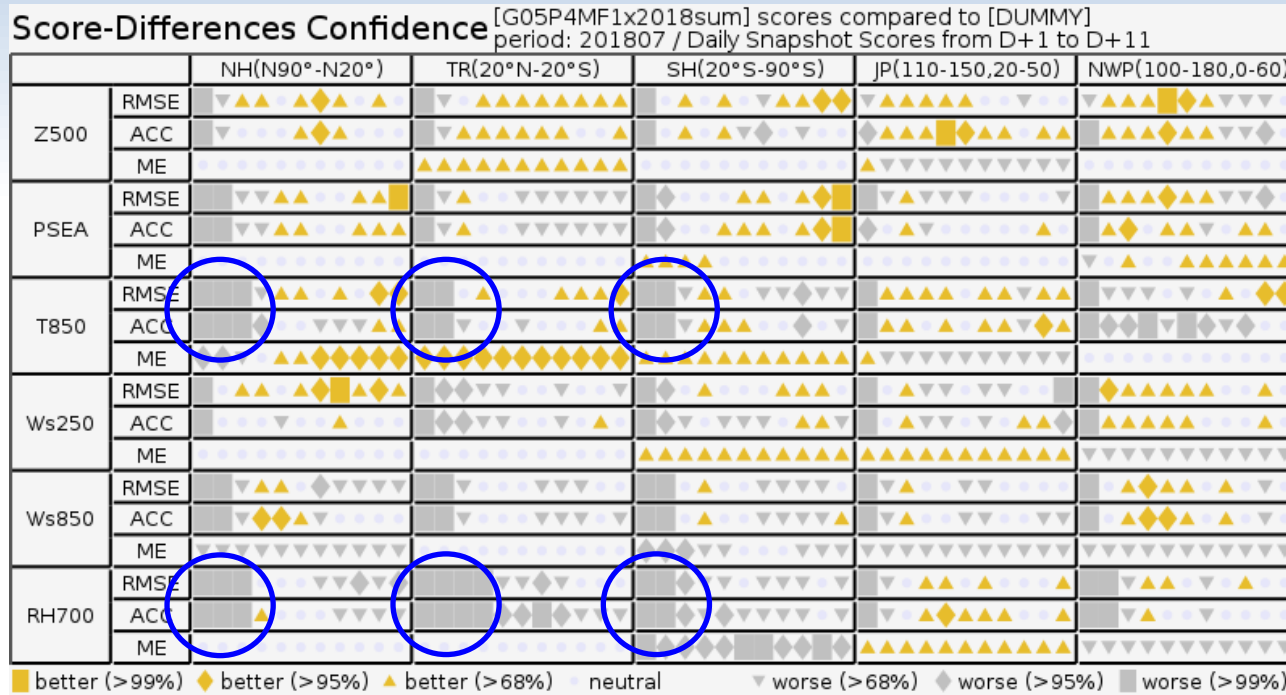 Score-Differences Confidence
[G05P4MF1x2018sum] scores compared to [DUMMY]
period: 201807 / Daily Snapshot Scores from D+1 to D+11
NH(N90°-N20°) TR(20°N-20°S) SH(20°S-90°S) JP(110-150,20-50) NWP(100-180,0-60)
Z500
RMSE
ACC
ME
PSEA
RMSE
ACC
ME
T850
RMSE
ACC
ME
Ws250
RMSE
ACC
ME
Ws850
RMSE
ACC
ME
RH700
RMSE
ACC
ME
better (>99%) better (>95%) better (>68%) neutral worse (>68%) worse (>95%) worse (>99%)